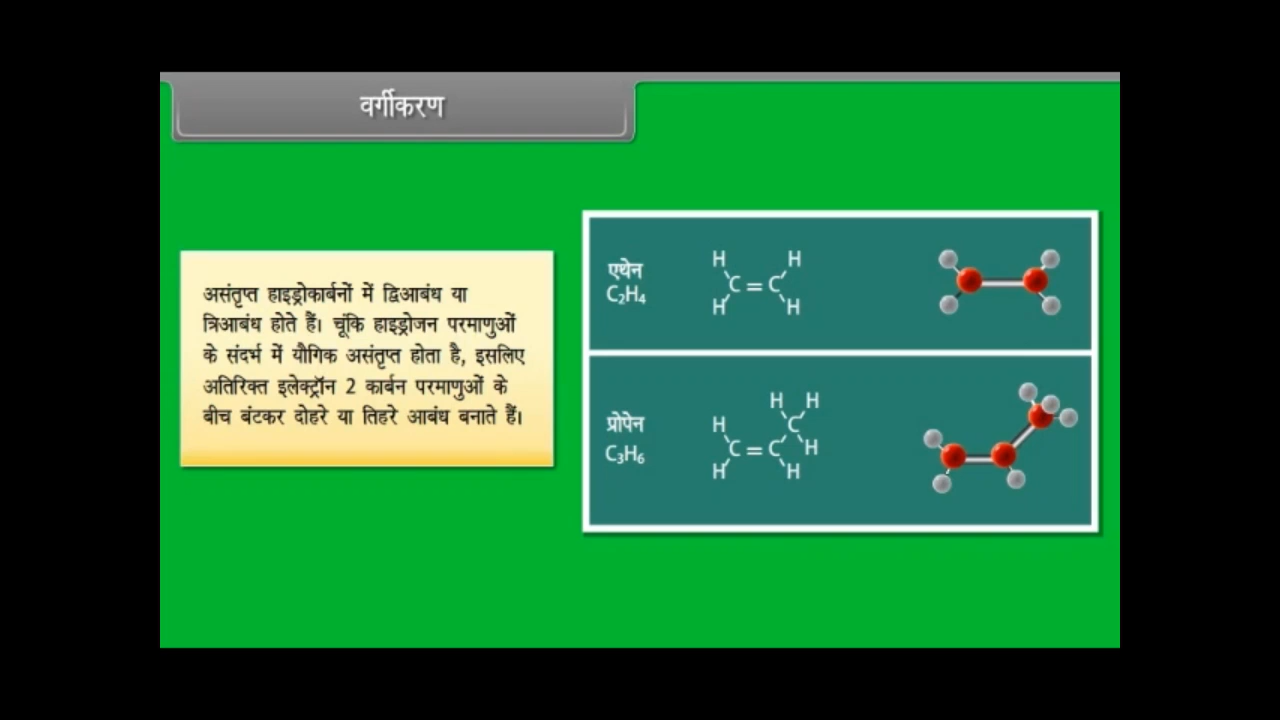 वर्गीकरण
असंतृप्त हाइड्रोकार्बनों में द्विआबंध या
त्रिआबंध होते हैं। चूंकि हाइड्रोजन परमाणुओं
के संदर्भ में यौगिक असंतृप्त होता है, इसलिए
अतिरिक्त इलेक्ट्रॉन 2 कार्बन परमाणुओं के
बीच बंटकर दोहरे या तिहरे आबंध बनाते हैं।
एथेन
C₂H₄
H H
C = C
H H
प्रोपेन
C₃H₆
H H
H C
C = C H
H H